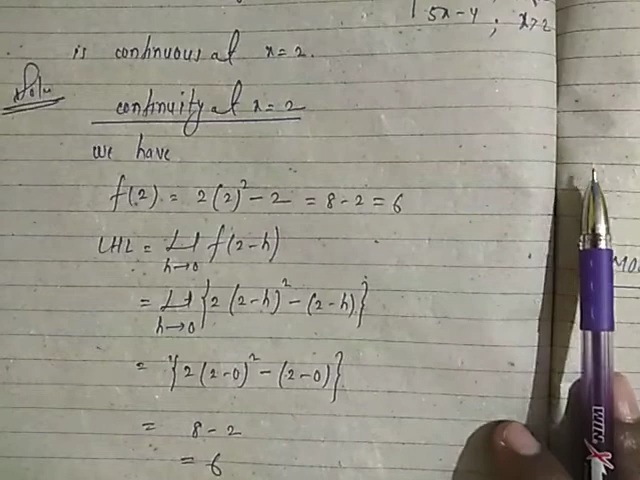 5x-4 ; x>2
is continuous at x=2.
Soln
continuity at x=2
we have
f(2) = 2(2)²-2 = 8-2 = 6
LHL = Lt f(2-h)
h→0
= Lt {2(2-h)²-(2-h)}
h→0
= {2(2-0)²-(2-0)}
= 8-2
= 6
WIN